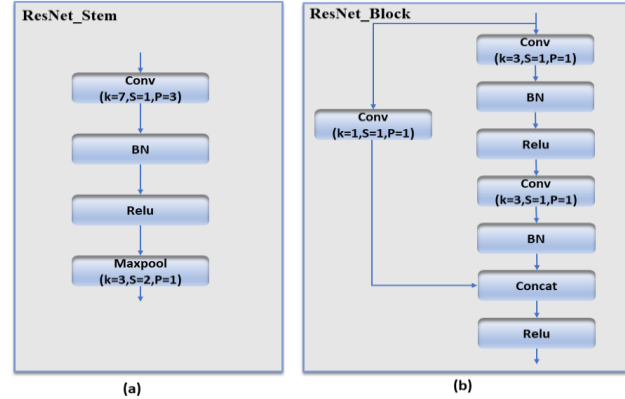 ResNet_Stem
Conv
(k=7,S=1,P=3)
BN
Relu
Maxpool
(k=3,S=2,P=1)
(a)
ResNet_Block
Conv
(k=3,S=1,P=1)
BN
Conv
(k=1,S=1,P=1)
Relu
Conv
(k=3,S=1,P=1)
BN
Concat
Relu
(b)